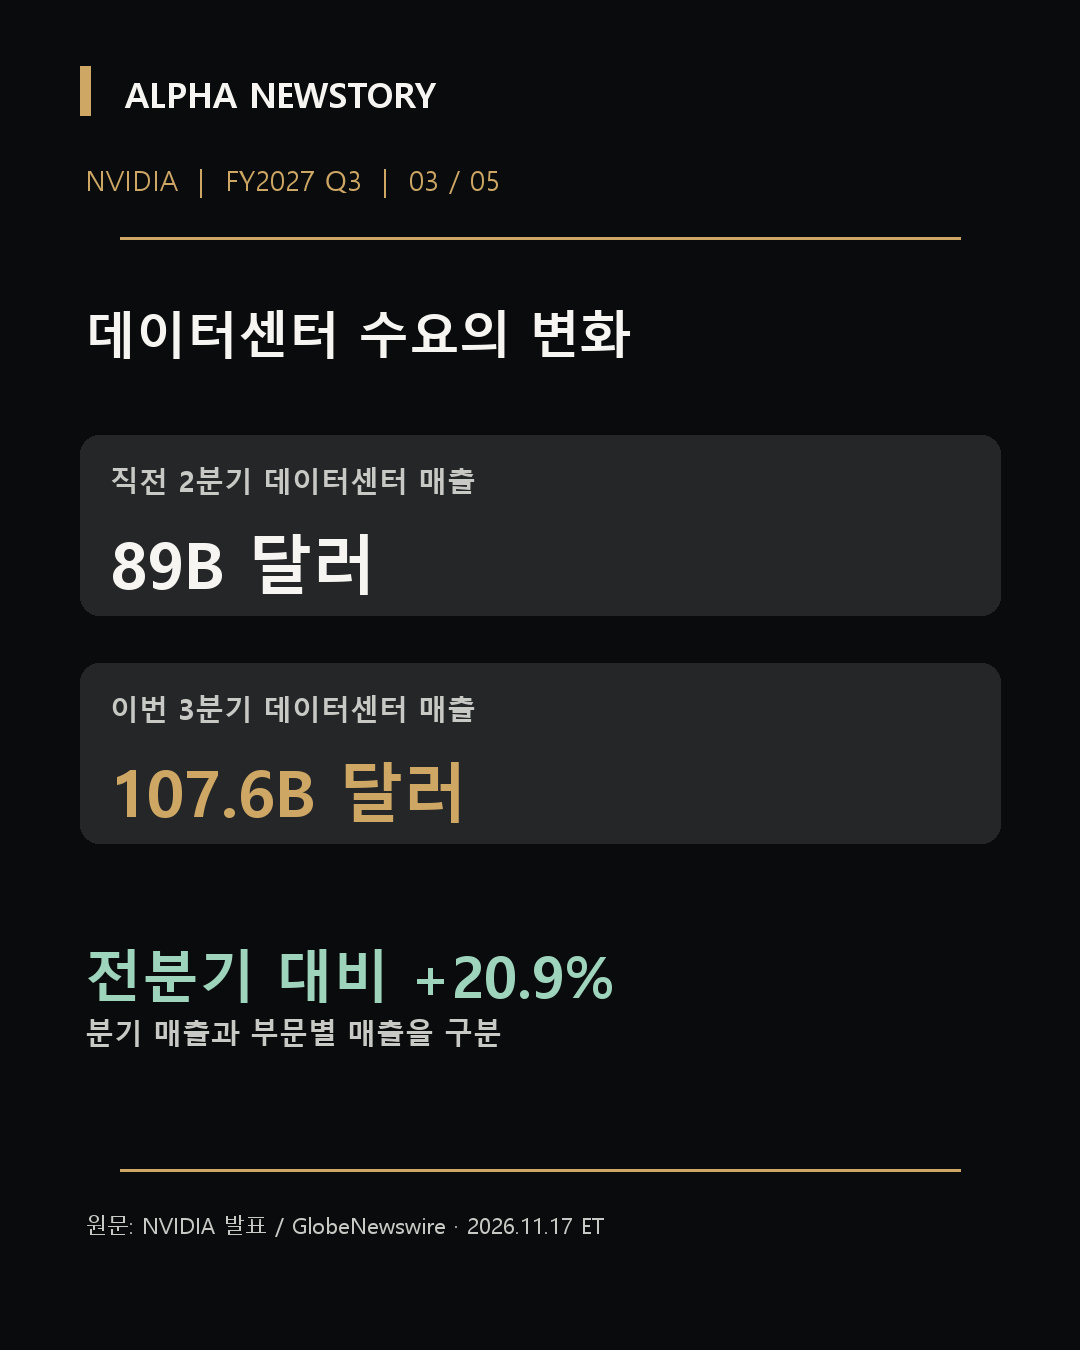 ALPHA NEWSTORY
NVIDIA | FY2027 Q3 | 03 / 05
데이터센터 수요의 변화
직전 2분기 데이터센터 매출
89B 달러
이번 3분기 데이터센터 매출
107.6B 달러
전분기 대비 +20.9%
분기 매출과 부문별 매출을 구분
원문: NVIDIA 발표 / GlobeNewswire · 2026.11.17 ET